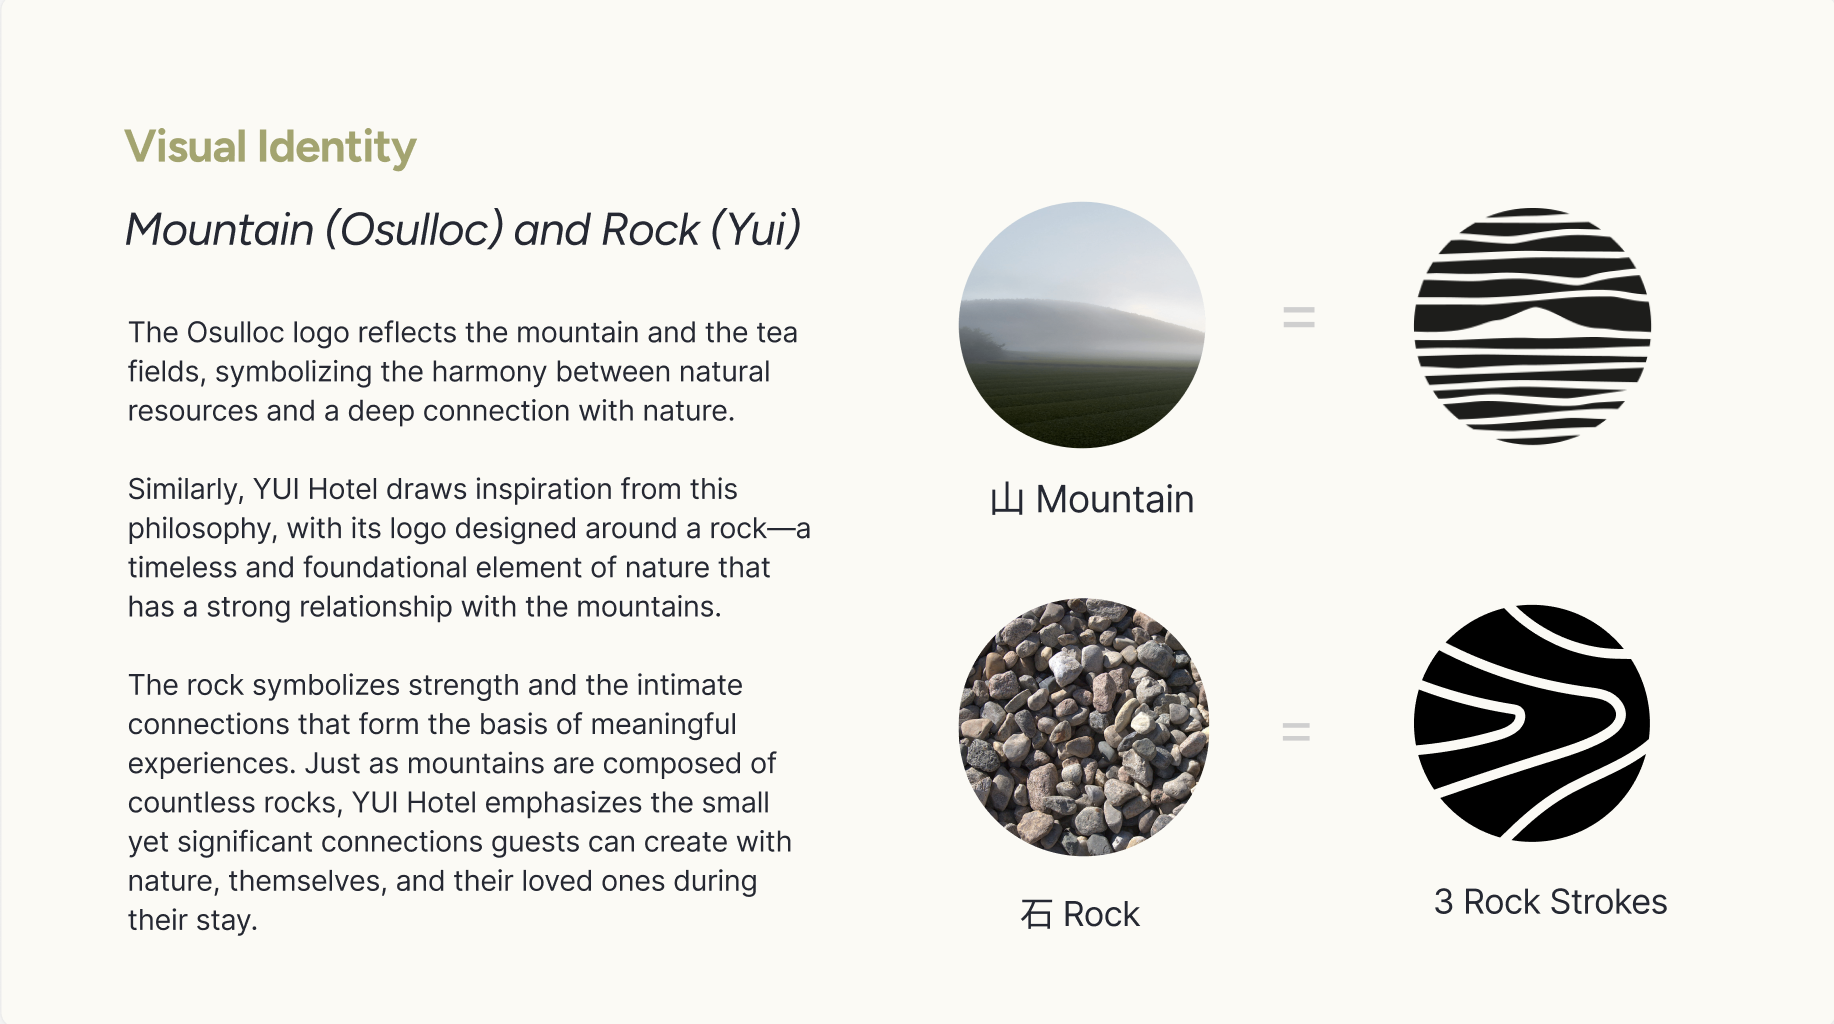 Visual Identity
Mountain (Osulloc) and Rock (Yui)
The Osulloc logo reflects the mountain and the tea
fields, symbolizing the harmony between natural
resources and a deep connection with nature.
Similarly, YUI Hotel draws inspiration from this
philosophy, with its logo designed around a rock—a
timeless and foundational element of nature that
has a strong relationship with the mountains.
The rock symbolizes strength and the intimate
connections that form the basis of meaningful
experiences. Just as mountains are composed of
countless rocks, YUI Hotel emphasizes the small
yet significant connections guests can create with
nature, themselves, and their loved ones during
their stay.
=
山 Mountain
=
石 Rock
3 Rock Strokes